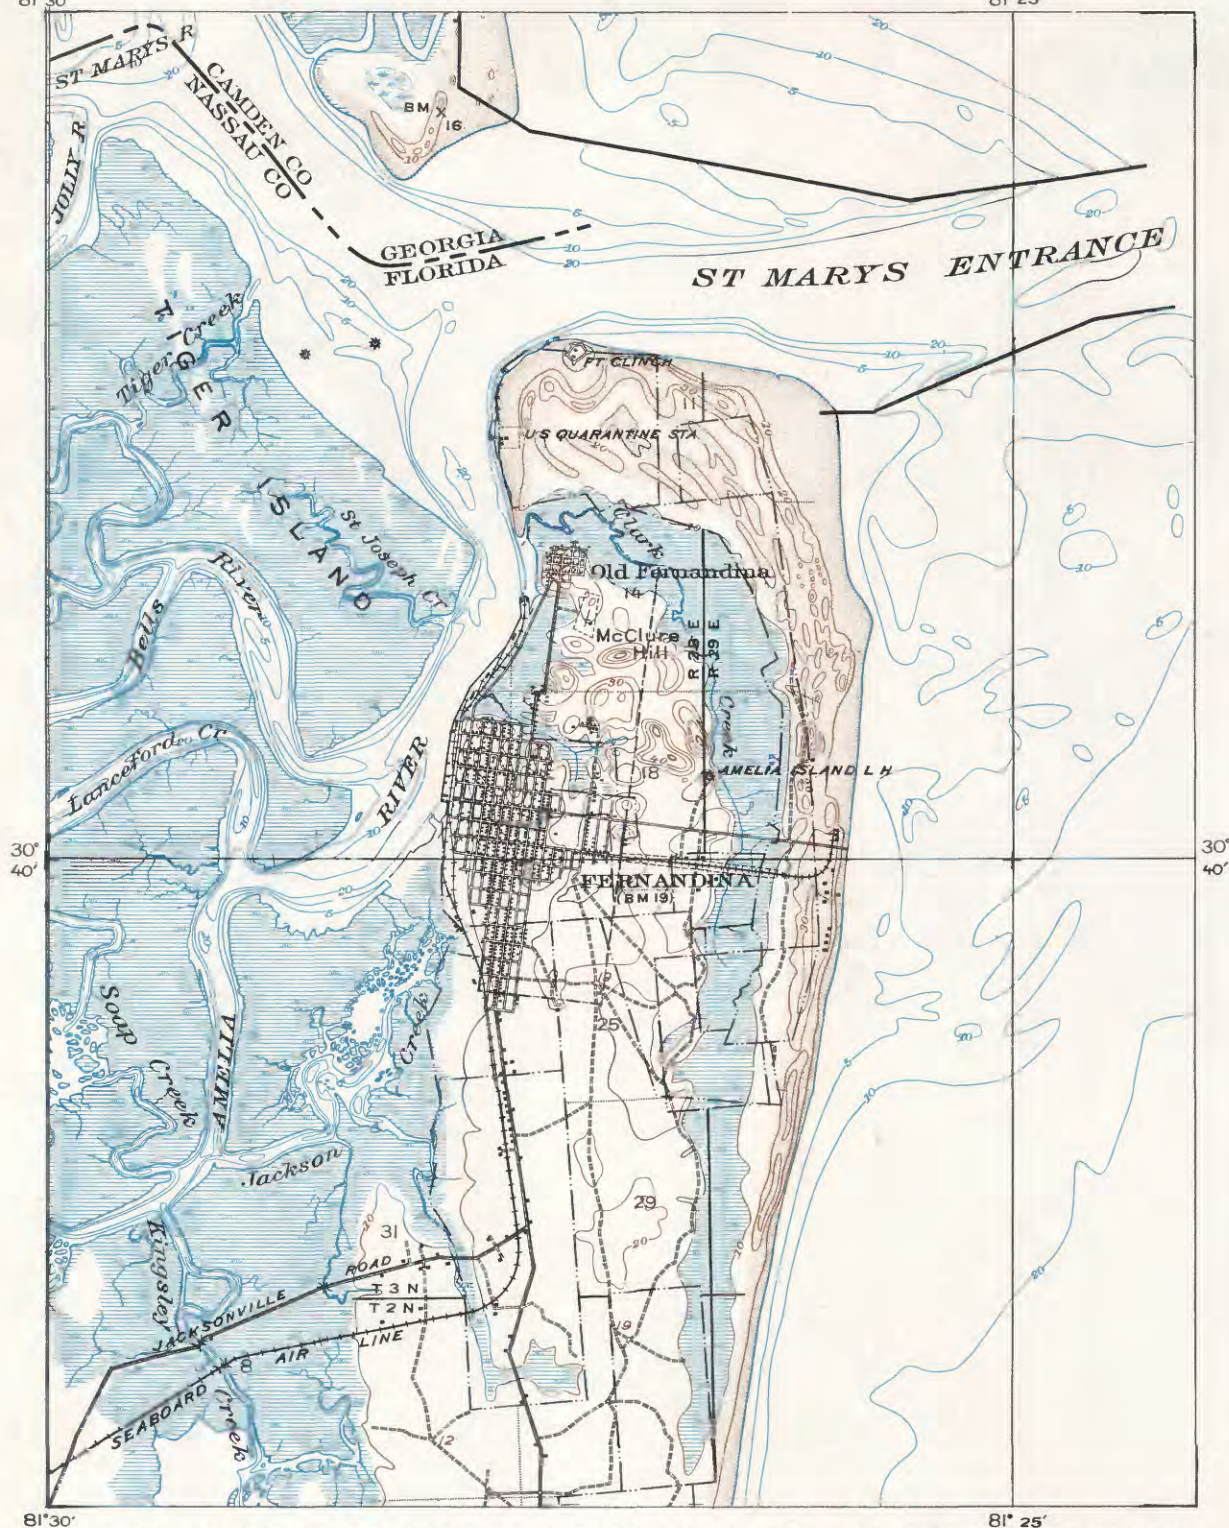 81°30'
81°25'
ST MARYS R
CAMDEN CO
NASSAU CO
BM
16
JOLLY R
GEORGIA
FLORIDA
ST MARYS ENTRANCE
Tiger Creek
TIGER
ISLAND
FT CLINCH
11
U S QUARANTINE STA
St Joseph Cr
Clark
Creek
Old Fernandina
14
McClure
Hill
R 28 E
R 29 E
Bells
River
Lanceford Cr
RIVER
18
AMELIA ISLAND L H
30°
40'
30°
40'
FERNANDINA
(BM 19)
Soap
Creek
AMELIA
Creek
25
Jackson
29
31
Kingsley
Creek
JACKSONVILLE ROAD
T 3 N
T 2 N
SEABOARD AIR LINE
8
19
12
81°30'
81° 25'